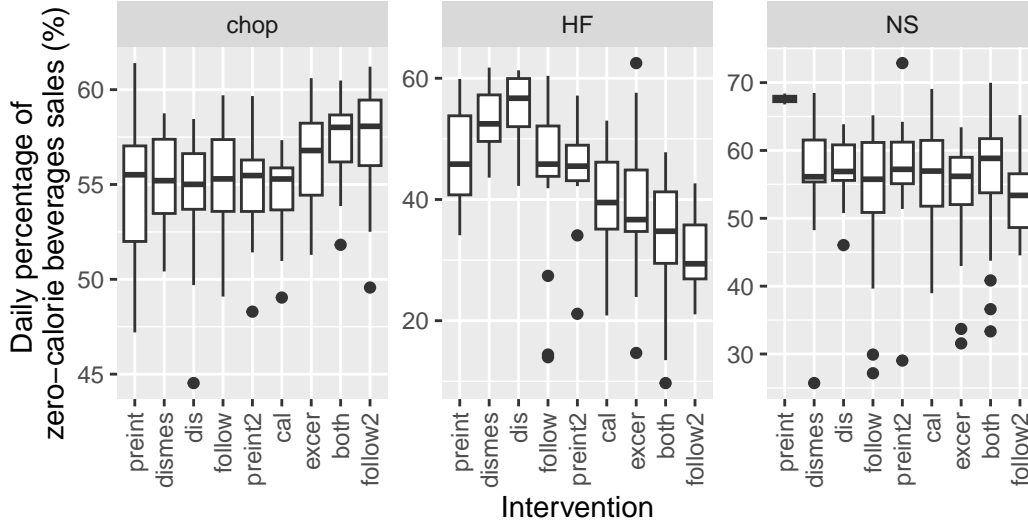 chop HF NS
Daily percentage of
zero−calorie beverages sales (%)
60
55
50
45
60
40
20
70
60
50
40
30
preint dismes dis follow preint2 cal excer both follow2
preint dismes dis follow preint2 cal excer both follow2
preint dismes dis follow preint2 cal excer both follow2
Intervention